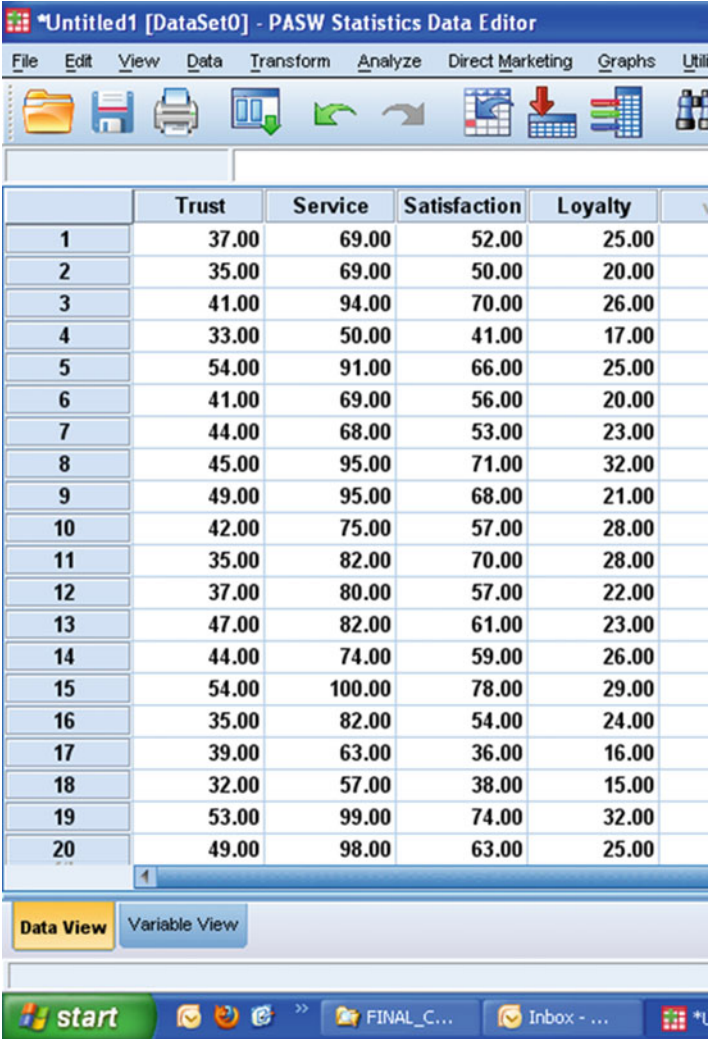 *Untitled1 [DataSet0] - PASW Statistics Data Editor
File Edit View Data Transform Analyze Direct Marketing Graphs Utili
Trust Service Satisfaction Loyalty
1 37.00 69.00 52.00 25.00
2 35.00 69.00 50.00 20.00
3 41.00 94.00 70.00 26.00
4 33.00 50.00 41.00 17.00
5 54.00 91.00 66.00 25.00
6 41.00 69.00 56.00 20.00
7 44.00 68.00 53.00 23.00
8 45.00 95.00 71.00 32.00
9 49.00 95.00 68.00 21.00
10 42.00 75.00 57.00 28.00
11 35.00 82.00 70.00 28.00
12 37.00 80.00 57.00 22.00
13 47.00 82.00 61.00 23.00
14 44.00 74.00 59.00 26.00
15 54.00 100.00 78.00 29.00
16 35.00 82.00 54.00 24.00
17 39.00 63.00 36.00 16.00
18 32.00 57.00 38.00 15.00
19 53.00 99.00 74.00 32.00
20 49.00 98.00 63.00 25.00
Data View Variable View
start » FINAL_C... Inbox - ... *U